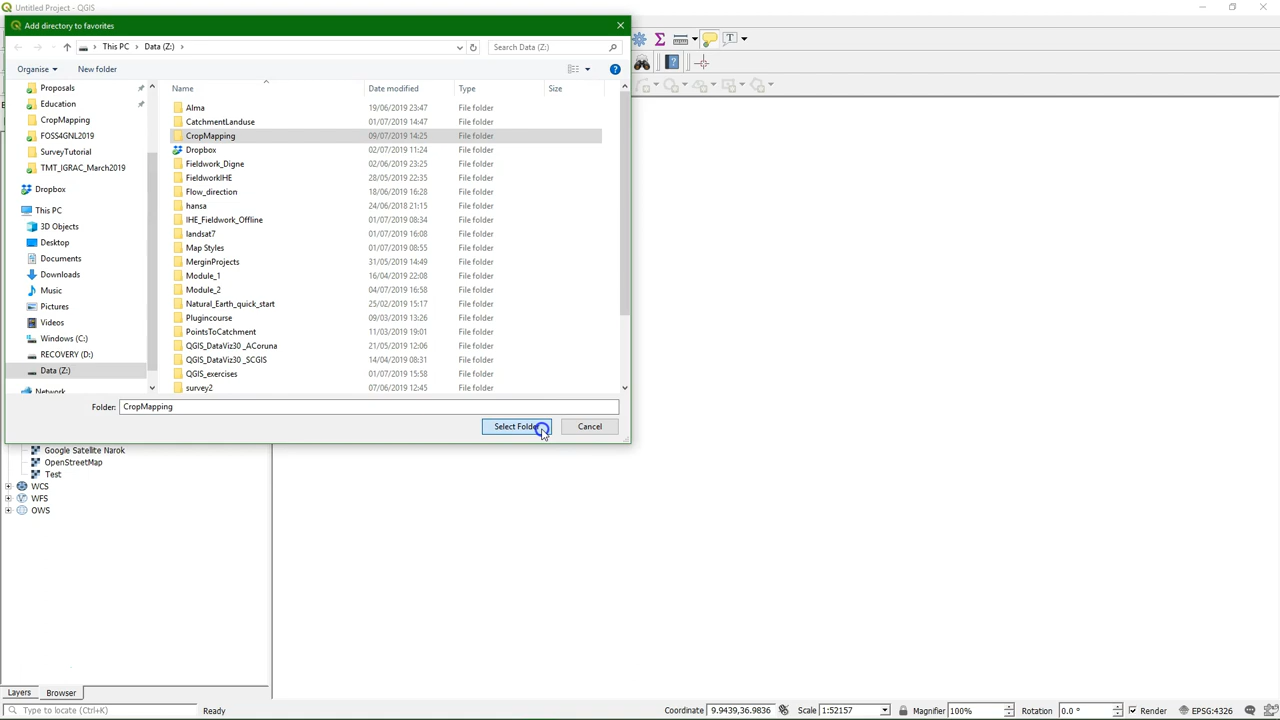 Untitled Project - QGIS
Add directory to favorites
This PC
Data (Z:)
Search Data (Z:)
Organise
New folder
Proposals
Education
CropMapping
FOSS4GNL2019
SurveyTutorial
TMT_IGRAC_March2019
Dropbox
This PC
3D Objects
Desktop
Documents
Downloads
Music
Pictures
Videos
Windows (C:)
RECOVERY (D:)
Data (Z:)
Network
Name Date modified Type Size
Alma 19/06/2019 23:47 File folder
CatchmentLanduse 01/07/2019 14:47 File folder
CropMapping 09/07/2019 14:25 File folder
Dropbox 02/07/2019 11:24 File folder
Fieldwork_Digne 02/06/2019 23:25 File folder
FieldworkIHE 28/05/2019 22:35 File folder
Flow_direction 18/06/2019 16:28 File folder
hansa 24/06/2018 21:15 File folder
IHE_Fieldwork_Offline 01/07/2019 08:34 File folder
landsat7 01/07/2019 16:08 File folder
Map Styles 01/07/2019 08:55 File folder
MerginProjects 31/05/2019 14:49 File folder
Module_1 16/04/2019 22:08 File folder
Module_2 04/07/2019 16:58 File folder
Natural_Earth_quick_start 25/02/2019 15:17 File folder
Plugincourse 09/03/2019 13:26 File folder
PointsToCatchment 11/03/2019 19:01 File folder
QGIS_DataViz30 _ACoruna 21/05/2019 12:06 File folder
QGIS_DataViz30 _SCGIS 14/04/2019 08:31 File folder
QGIS_exercises 01/07/2019 15:58 File folder
survey2 07/06/2019 12:45 File folder
Folder: CropMapping
Select Folder
Cancel
Google Satellite Narok
OpenStreetMap
Test
WCS
WFS
OWS
Layers Browser
Type to locate (Ctrl+K) Ready Coordinate 9.9439,36.9836 Scale 1:52157 Magnifier 100% Rotation 0.0 ° Render EPSG:4326